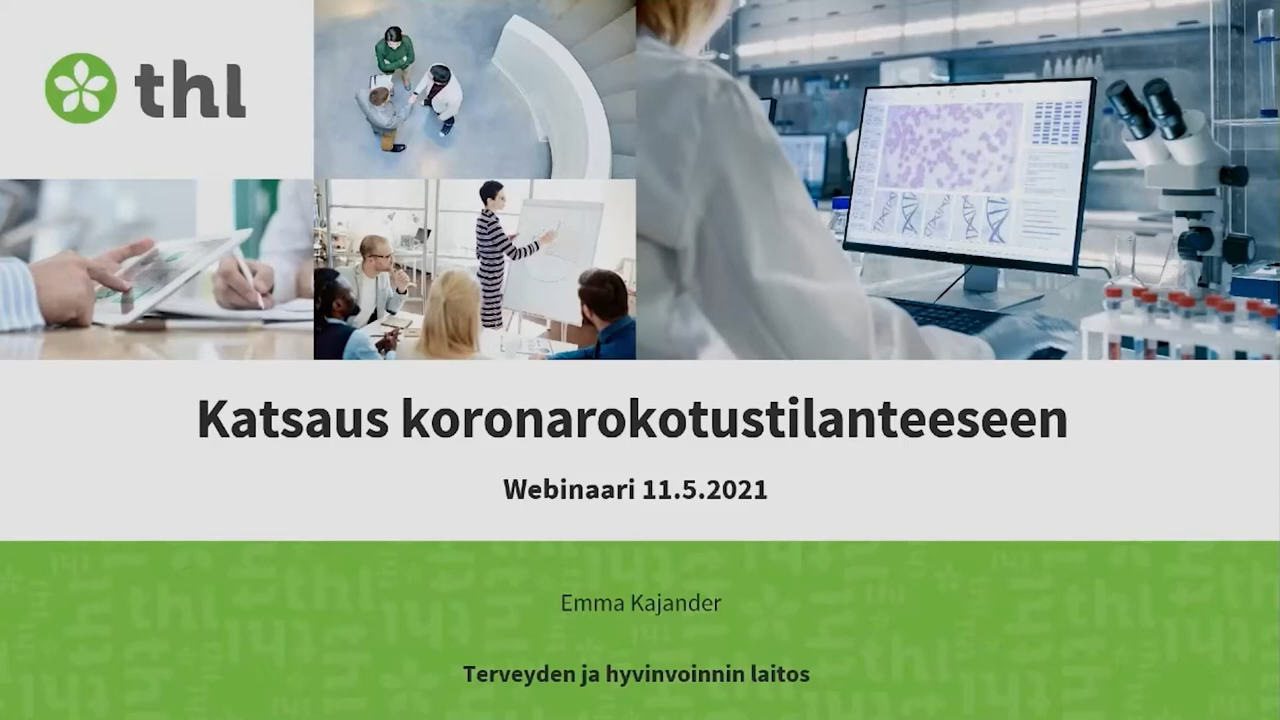 thl
Katsaus koronarokotustilanteeseen
Webinaari 11.5.2021
Emma Kajander
Terveyden ja hyvinvoinnin laitos